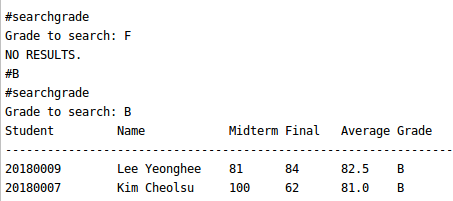 #searchgrade
Grade to search: F
NO RESULTS.
#B
#searchgrade
Grade to search: B
Student Name Midterm Final Average Grade
----------------------------------------------------------------
20180009 Lee Yeonghee 81 84 82.5 B
20180007 Kim Cheolsu 100 62 81.0 B